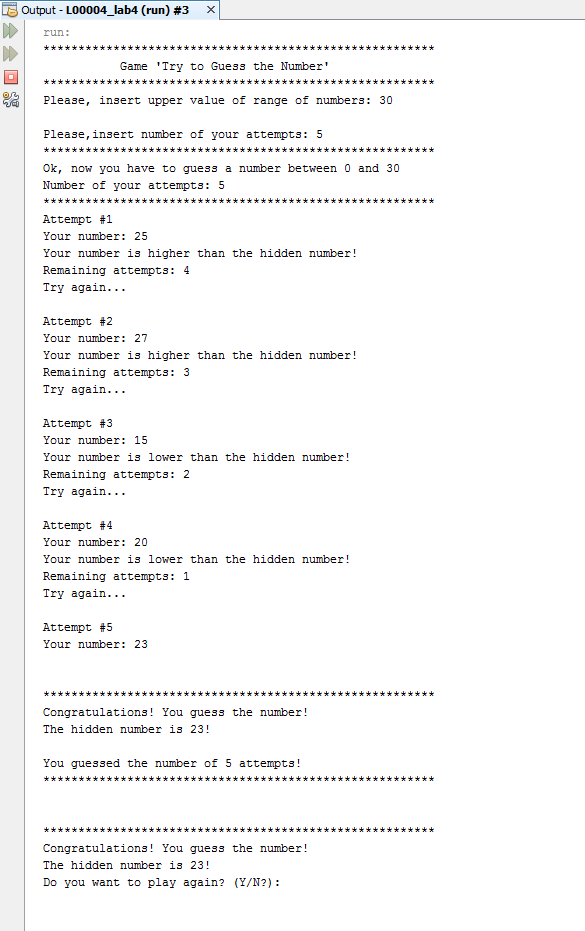 Output - L00004_lab4 (run) #3
run:
********************************************************
Game 'Try to Guess the Number'
********************************************************
Please, insert upper value of range of numbers: 30
Please,insert number of your attempts: 5
********************************************************
Ok, now you have to guess a number between 0 and 30
Number of your attempts: 5
********************************************************
Attempt #1
Your number: 25
Your number is higher than the hidden number!
Remaining attempts: 4
Try again...
Attempt #2
Your number: 27
Your number is higher than the hidden number!
Remaining attempts: 3
Try again...
Attempt #3
Your number: 15
Your number is lower than the hidden number!
Remaining attempts: 2
Try again...
Attempt #4
Your number: 20
Your number is lower than the hidden number!
Remaining attempts: 1
Try again...
Attempt #5
Your number: 23
********************************************************
Congratulations! You guess the number!
The hidden number is 23!
You guessed the number of 5 attempts!
********************************************************
********************************************************
Congratulations! You guess the number!
The hidden number is 23!
Do you want to play again? (Y/N?):